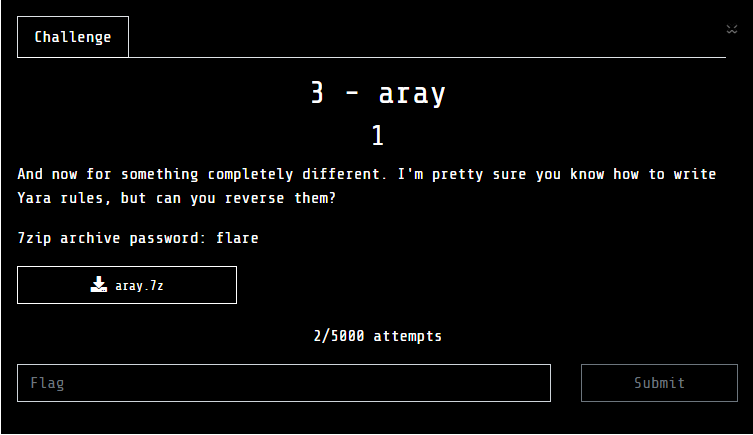 Challenge
3 - aray
1
And now for something completely different. I'm pretty sure you know how to write
Yara rules, but can you reverse them?
7zip archive password: flare
aray.7z
2/5000 attempts
Flag
Submit